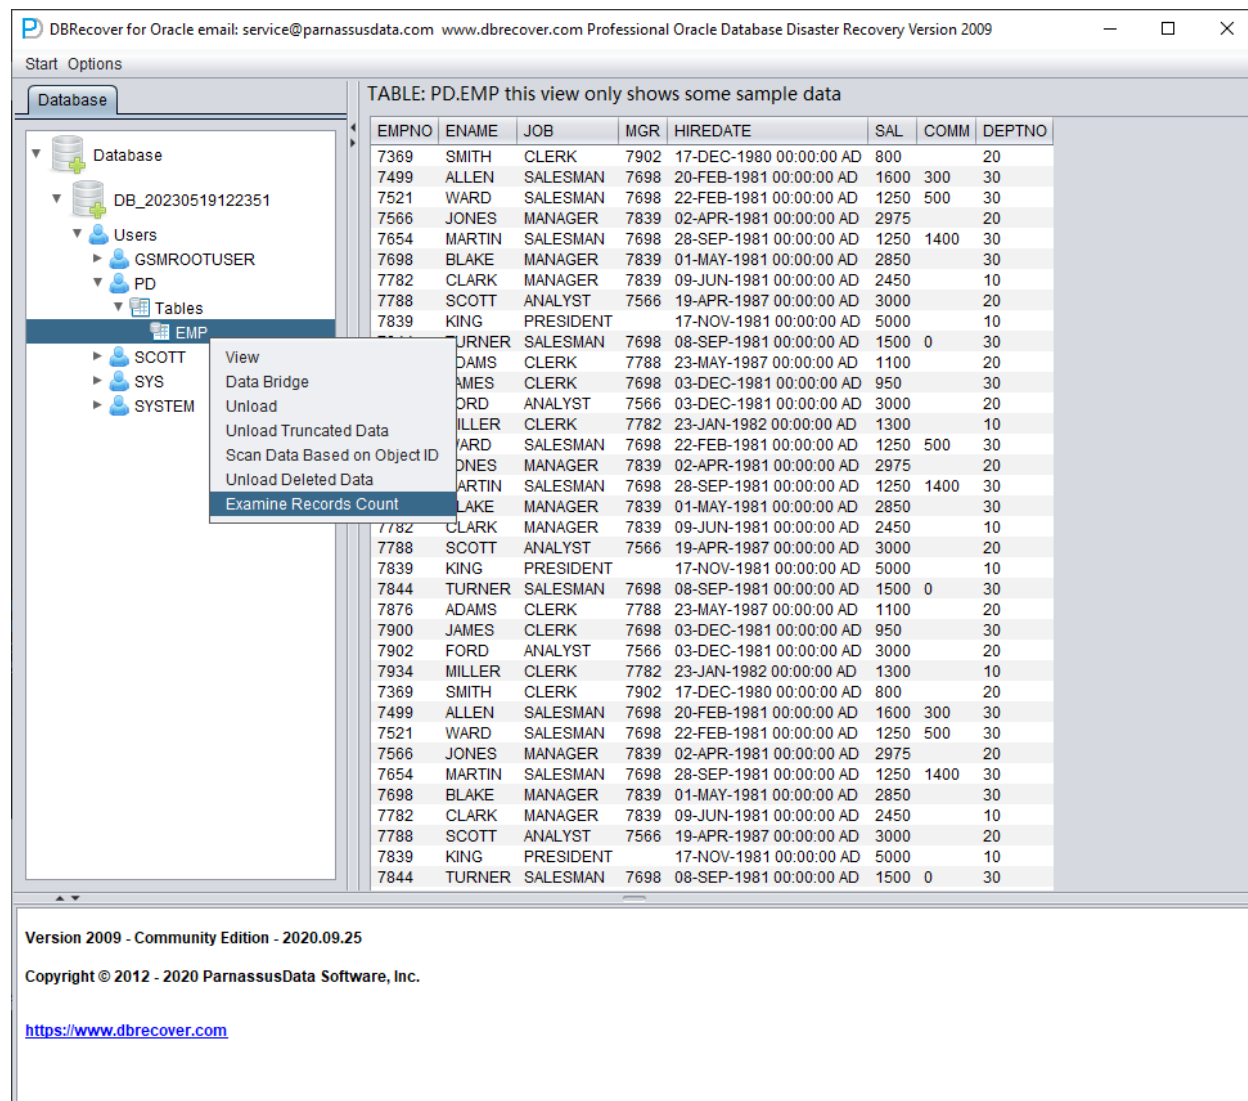 DBRecover for Oracle email: service@parnassusdata.com www.dbrecover.com Professional Oracle Database Disaster Recovery Version 2009
Start Options
Database
Database
DB_20230519122351
Users
GSMROOTUSER
PD
Tables
EMP
SCOTT
SYS
SYSTEM
View
Data Bridge
Unload
Unload Truncated Data
Scan Data Based on Object ID
Unload Deleted Data
Examine Records Count
TABLE: PD.EMP this view only shows some sample data
EMPNO ENAME JOB MGR HIREDATE SAL COMM DEPTNO
7369 SMITH CLERK 7902 17-DEC-1980 00:00:00 AD 800 20
7499 ALLEN SALESMAN 7698 20-FEB-1981 00:00:00 AD 1600 300 30
7521 WARD SALESMAN 7698 22-FEB-1981 00:00:00 AD 1250 500 30
7566 JONES MANAGER 7839 02-APR-1981 00:00:00 AD 2975 20
7654 MARTIN SALESMAN 7698 28-SEP-1981 00:00:00 AD 1250 1400 30
7698 BLAKE MANAGER 7839 01-MAY-1981 00:00:00 AD 2850 30
7782 CLARK MANAGER 7839 09-JUN-1981 00:00:00 AD 2450 10
7788 SCOTT ANALYST 7566 19-APR-1987 00:00:00 AD 3000 20
7839 KING PRESIDENT 17-NOV-1981 00:00:00 AD 5000 10
URNER SALESMAN 7698 08-SEP-1981 00:00:00 AD 1500 0 30
DAMS CLERK 7788 23-MAY-1987 00:00:00 AD 1100 20
AMES CLERK 7698 03-DEC-1981 00:00:00 AD 950 30
ORD ANALYST 7566 03-DEC-1981 00:00:00 AD 3000 20
ILLER CLERK 7782 23-JAN-1982 00:00:00 AD 1300 10
ARD SALESMAN 7698 22-FEB-1981 00:00:00 AD 1250 500 30
ONES MANAGER 7839 02-APR-1981 00:00:00 AD 2975 20
ARTIN SALESMAN 7698 28-SEP-1981 00:00:00 AD 1250 1400 30
LAKE MANAGER 7839 01-MAY-1981 00:00:00 AD 2850 30
7782 CLARK MANAGER 7839 09-JUN-1981 00:00:00 AD 2450 10
7788 SCOTT ANALYST 7566 19-APR-1987 00:00:00 AD 3000 20
7839 KING PRESIDENT 17-NOV-1981 00:00:00 AD 5000 10
7844 TURNER SALESMAN 7698 08-SEP-1981 00:00:00 AD 1500 0 30
7876 ADAMS CLERK 7788 23-MAY-1987 00:00:00 AD 1100 20
7900 JAMES CLERK 7698 03-DEC-1981 00:00:00 AD 950 30
7902 FORD ANALYST 7566 03-DEC-1981 00:00:00 AD 3000 20
7934 MILLER CLERK 7782 23-JAN-1982 00:00:00 AD 1300 10
7369 SMITH CLERK 7902 17-DEC-1980 00:00:00 AD 800 20
7499 ALLEN SALESMAN 7698 20-FEB-1981 00:00:00 AD 1600 300 30
7521 WARD SALESMAN 7698 22-FEB-1981 00:00:00 AD 1250 500 30
7566 JONES MANAGER 7839 02-APR-1981 00:00:00 AD 2975 20
7654 MARTIN SALESMAN 7698 28-SEP-1981 00:00:00 AD 1250 1400 30
7698 BLAKE MANAGER 7839 01-MAY-1981 00:00:00 AD 2850 30
7782 CLARK MANAGER 7839 09-JUN-1981 00:00:00 AD 2450 10
7788 SCOTT ANALYST 7566 19-APR-1987 00:00:00 AD 3000 20
7839 KING PRESIDENT 17-NOV-1981 00:00:00 AD 5000 10
7844 TURNER SALESMAN 7698 08-SEP-1981 00:00:00 AD 1500 0 30
Version 2009 - Community Edition - 2020.09.25
Copyright © 2012 - 2020 ParnassusData Software, Inc.
https://www.dbrecover.com